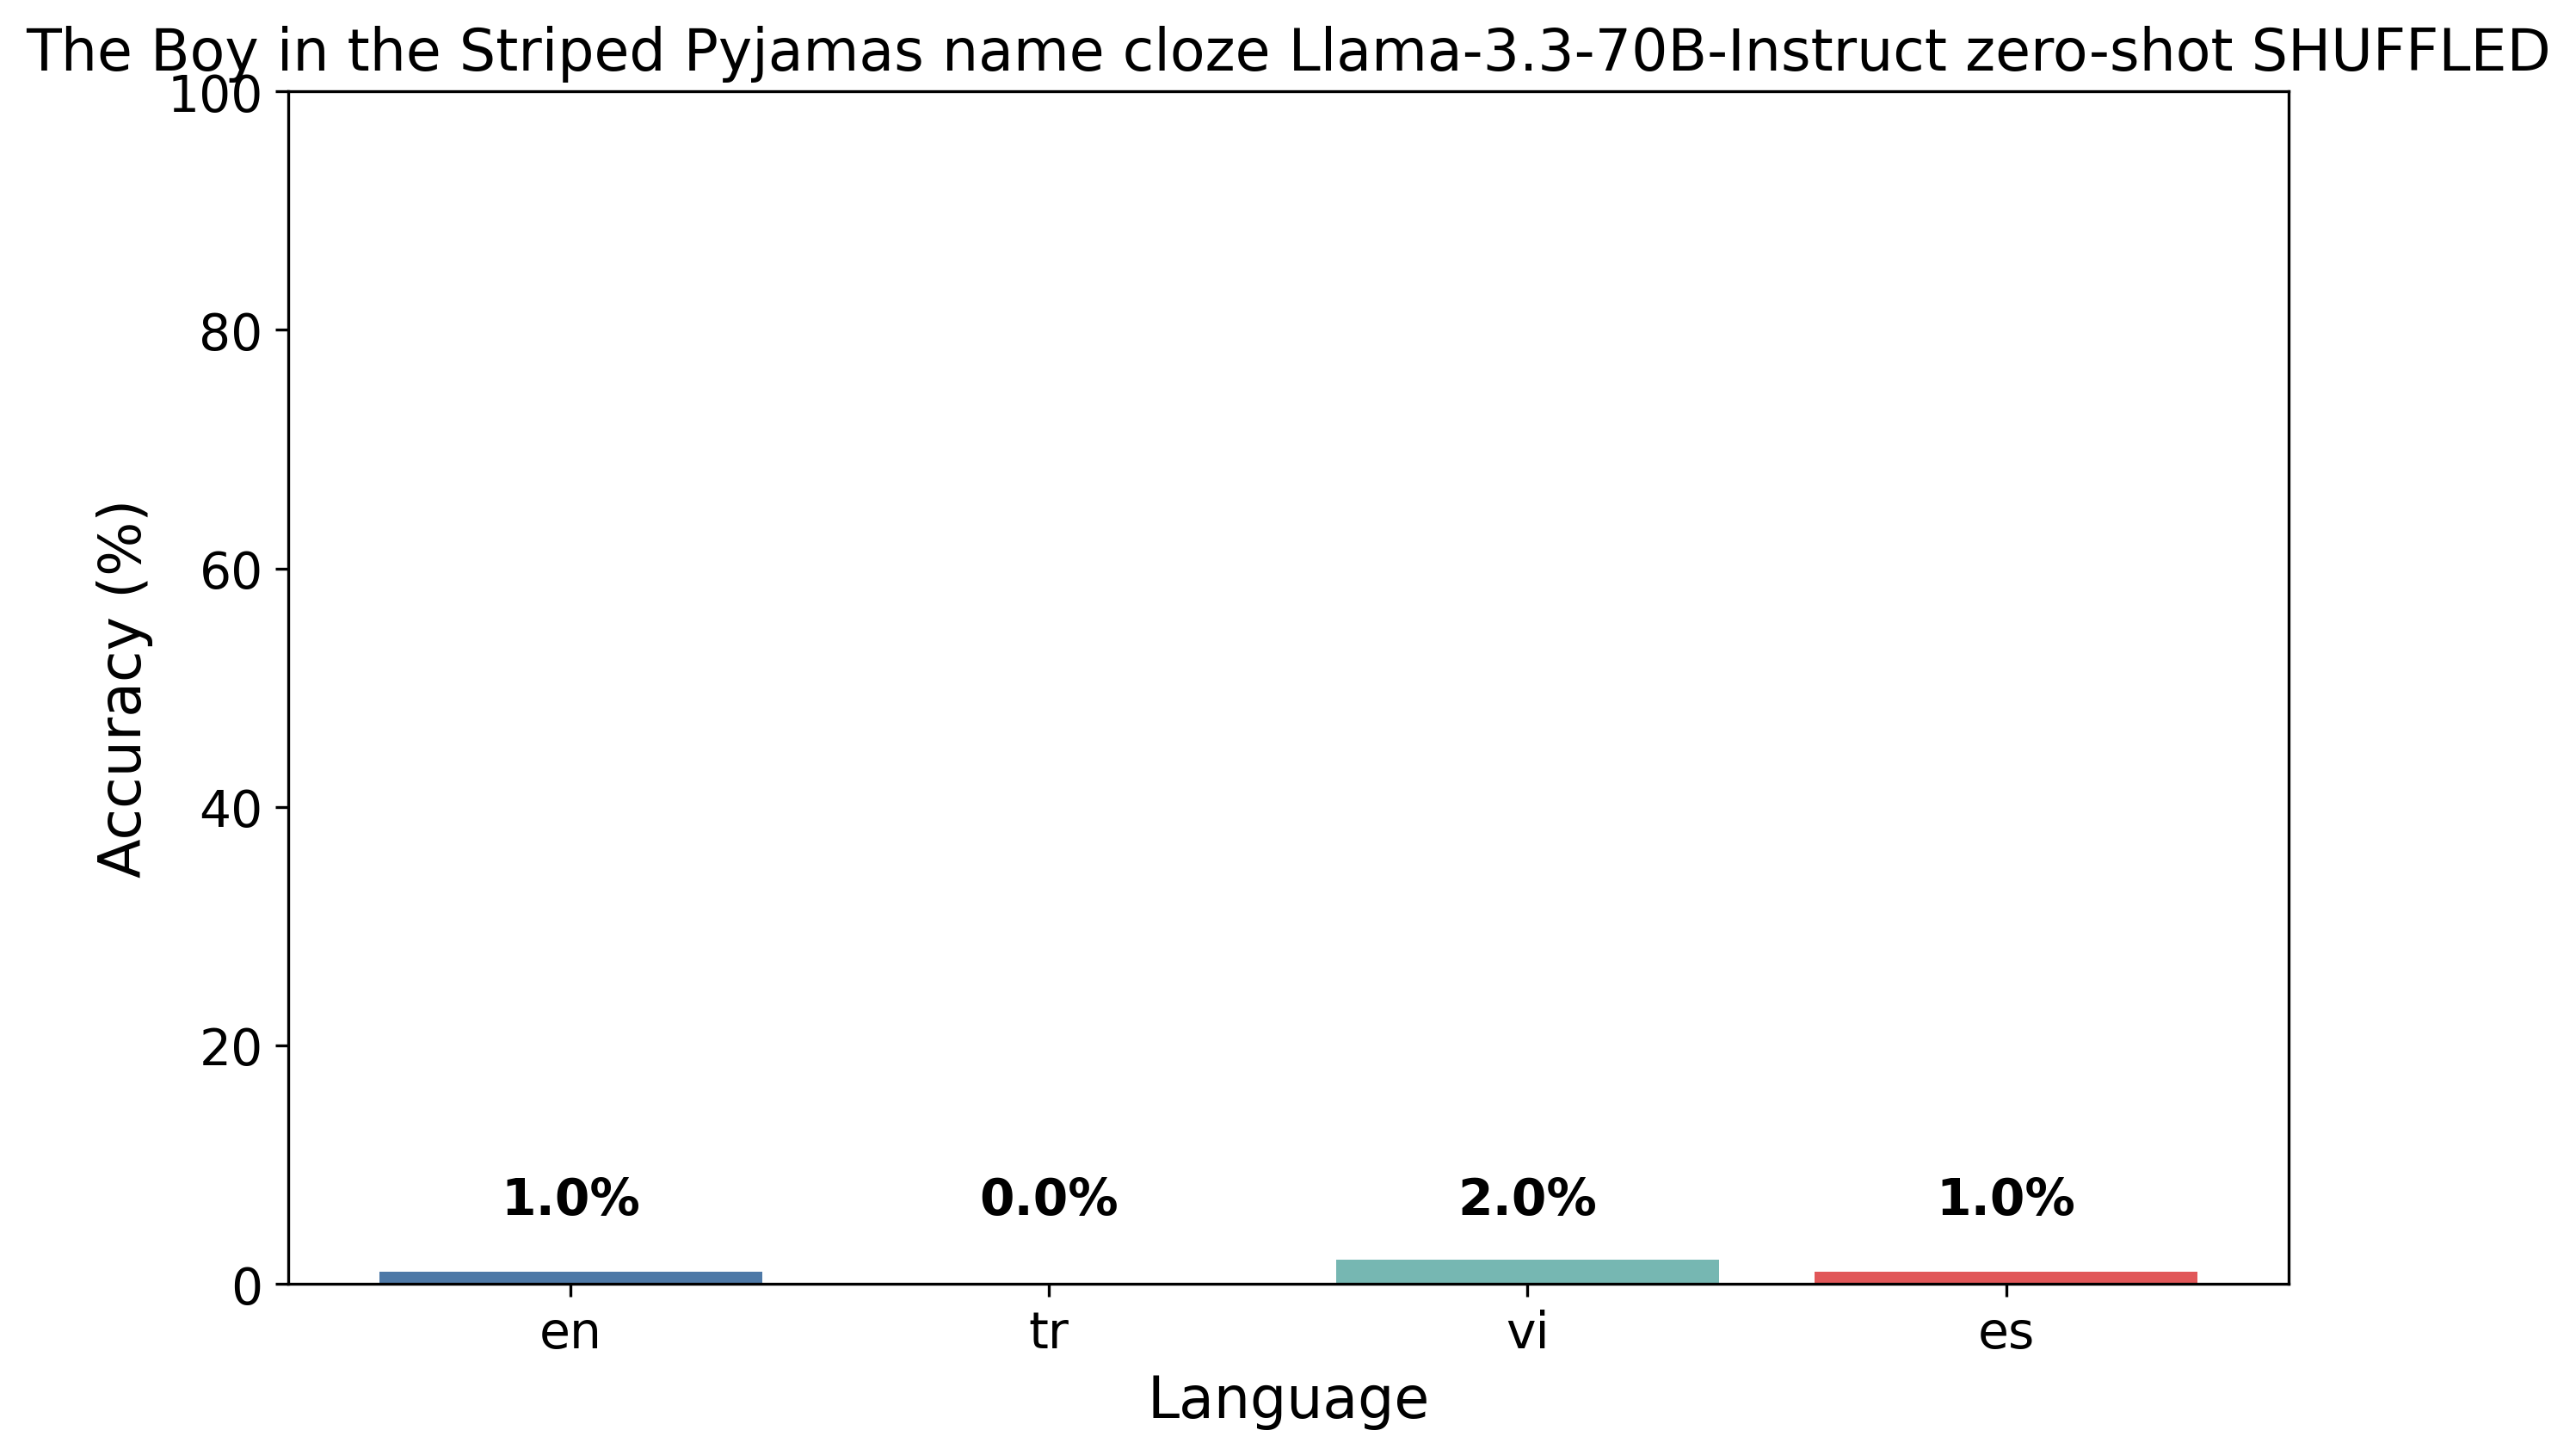 The Boy in the Striped Pyjamas name cloze Llama-3.3-70B-Instruct zero-shot SHUFFLED
100
80
60
40
20
0
Accuracy (%)
1.0%
0.0%
2.0%
1.0%
en
tr
vi
es
Language